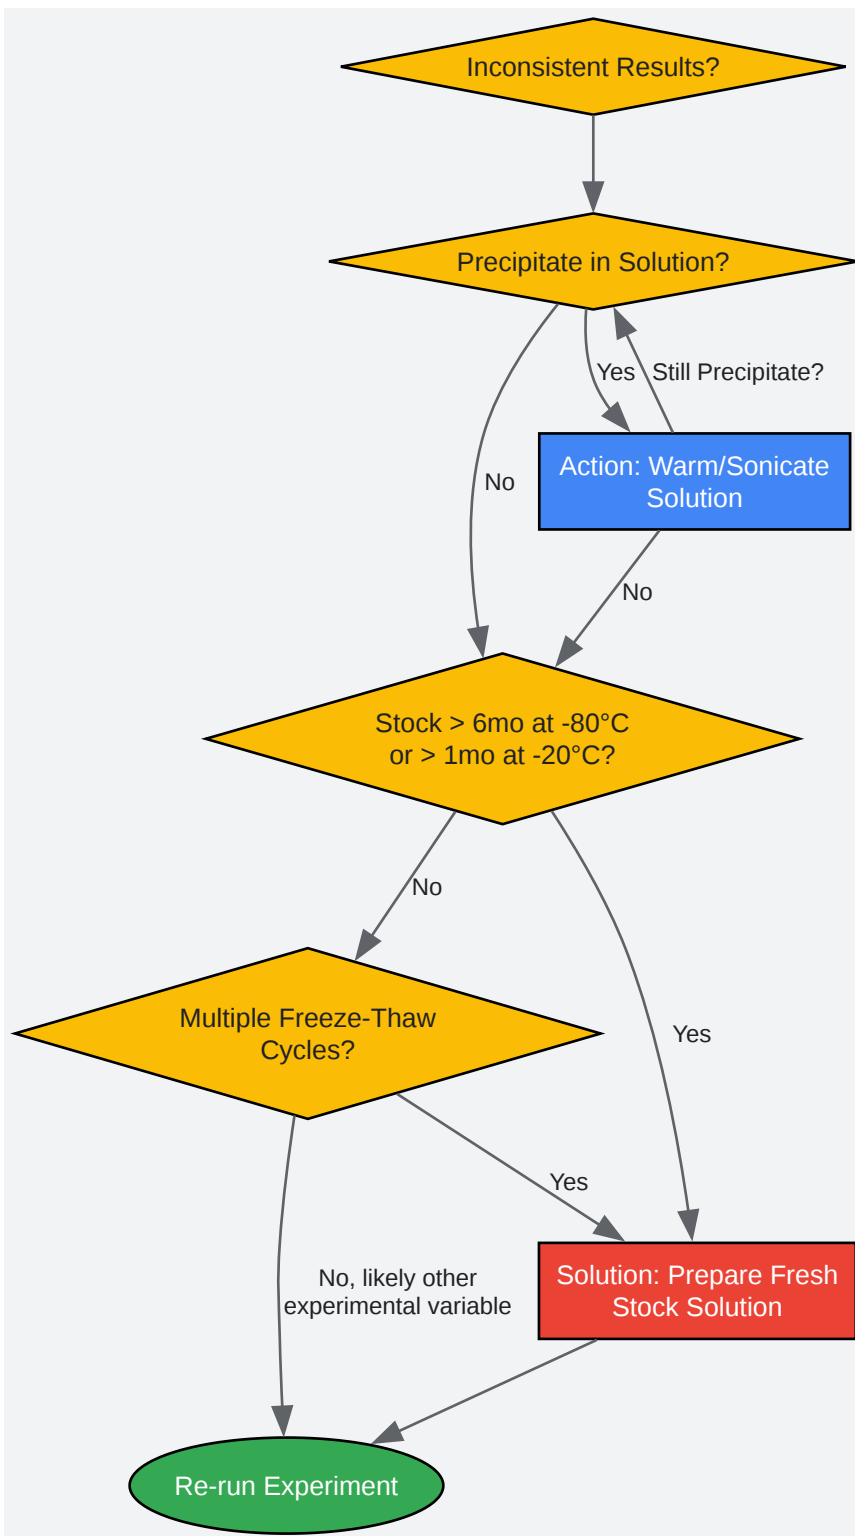 Inconsistent Results?
Precipitate in Solution?
Yes
Still Precipitate?
Action: Warm/Sonicate
Solution
No
No
Stock > 6mo at -80°C
or > 1mo at -20°C?
No
Multiple Freeze-Thaw
Cycles?
Yes
Yes
Solution: Prepare Fresh
Stock Solution
No, likely other
experimental variable
Re-run Experiment